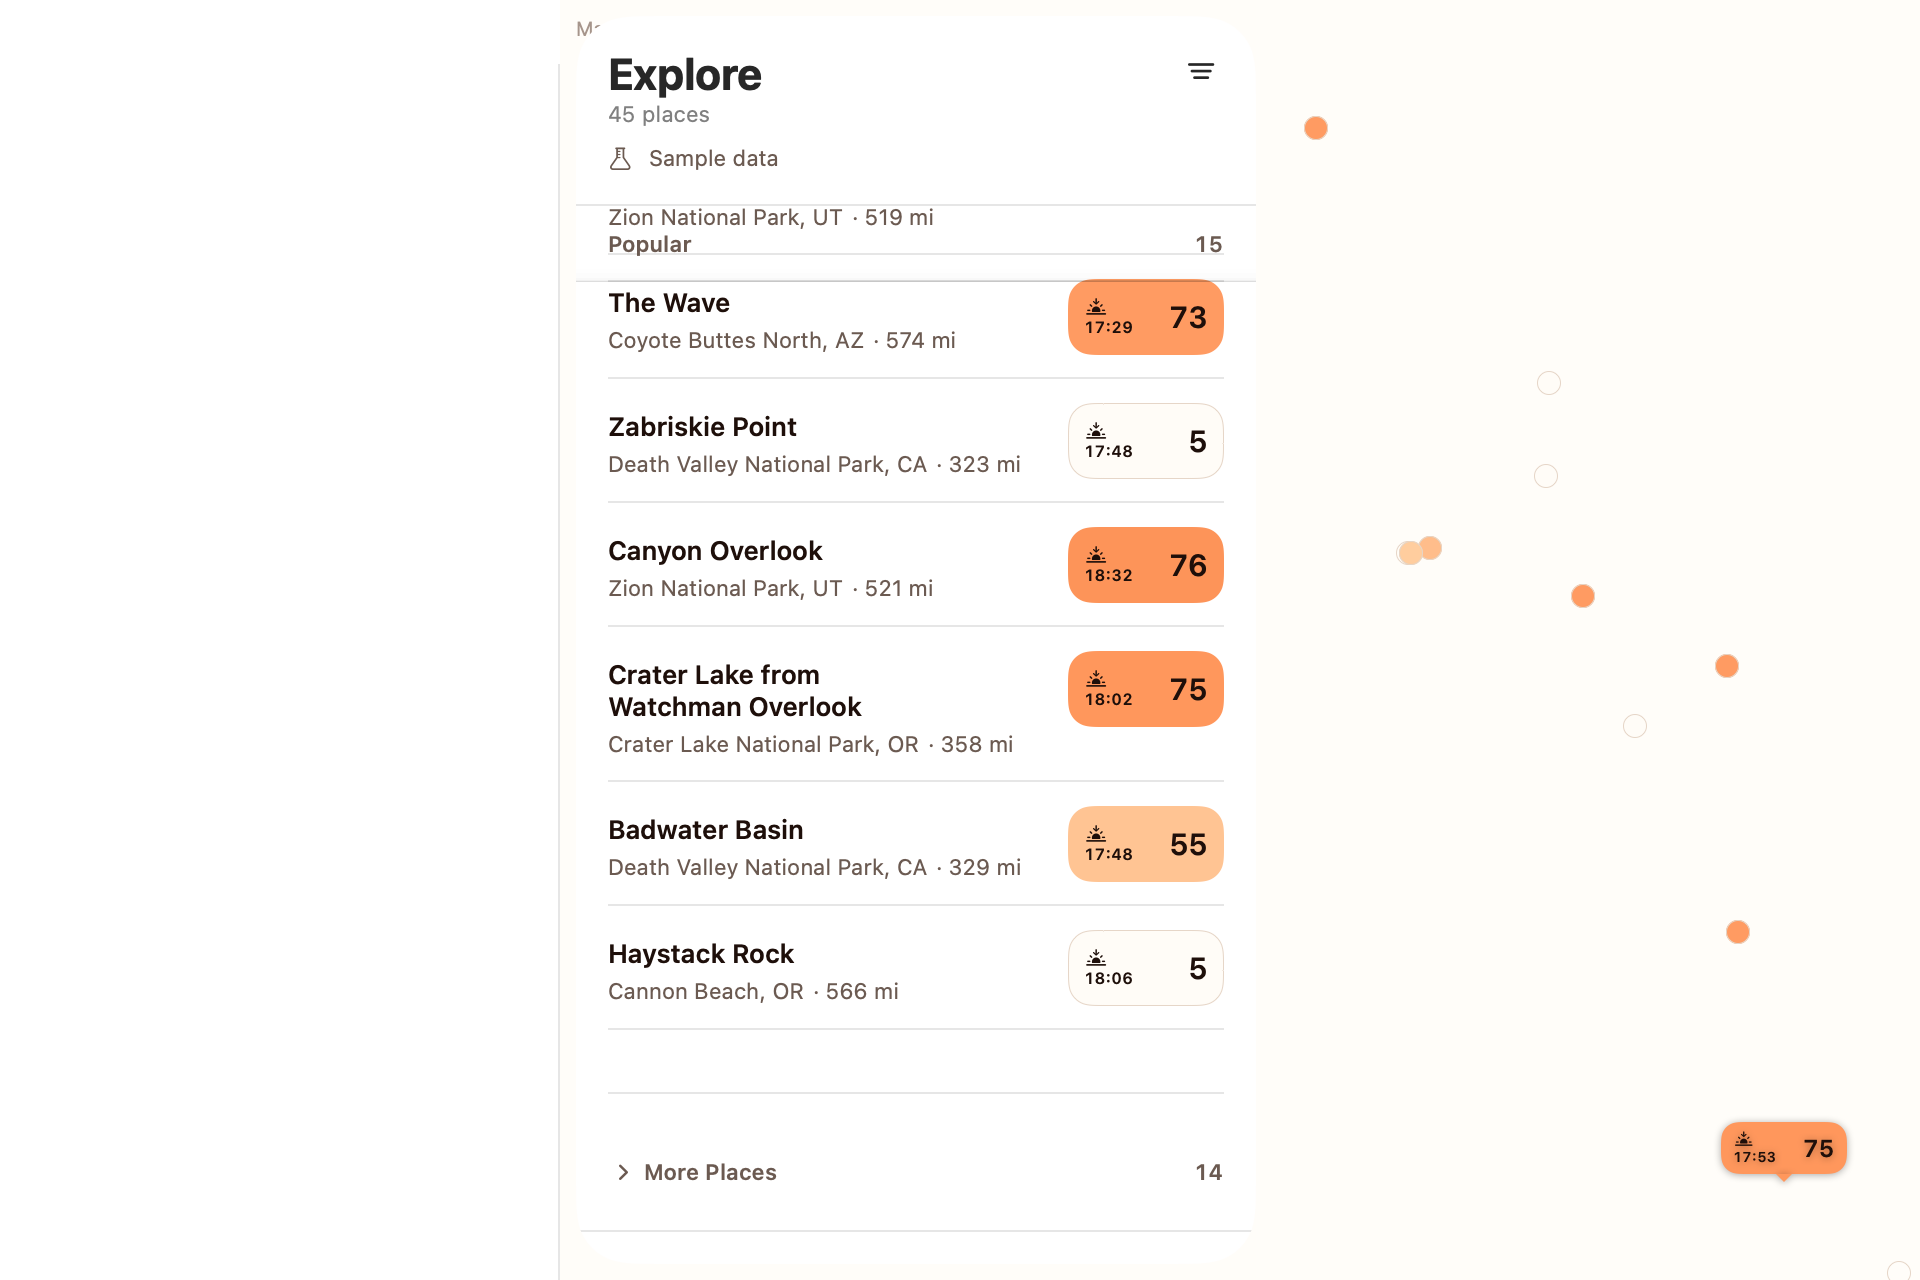 Explore
45 places
Sample data
Zion National Park, UT · 519 mi
Popular 15
The Wave
Coyote Buttes North, AZ · 574 mi
17:29 73
Zabriskie Point
Death Valley National Park, CA · 323 mi
17:48 5
Canyon Overlook
Zion National Park, UT · 521 mi
18:32 76
Crater Lake from
Watchman Overlook
Crater Lake National Park, OR · 358 mi
18:02 75
Badwater Basin
Death Valley National Park, CA · 329 mi
17:48 55
Haystack Rock
Cannon Beach, OR · 566 mi
18:06 5
More Places 14
17:53 75